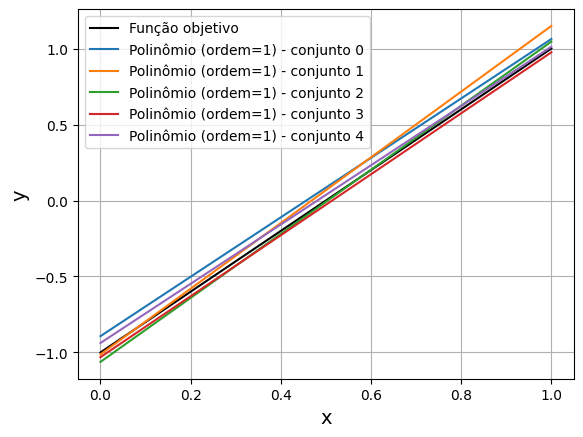 Função objetivo
Polinômio (ordem=1) - conjunto 0
Polinômio (ordem=1) - conjunto 1
Polinômio (ordem=1) - conjunto 2
Polinômio (ordem=1) - conjunto 3
Polinômio (ordem=1) - conjunto 4
1.0
0.5
0.0
−0.5
−1.0
y
0.0 0.2 0.4 0.6 0.8 1.0
x